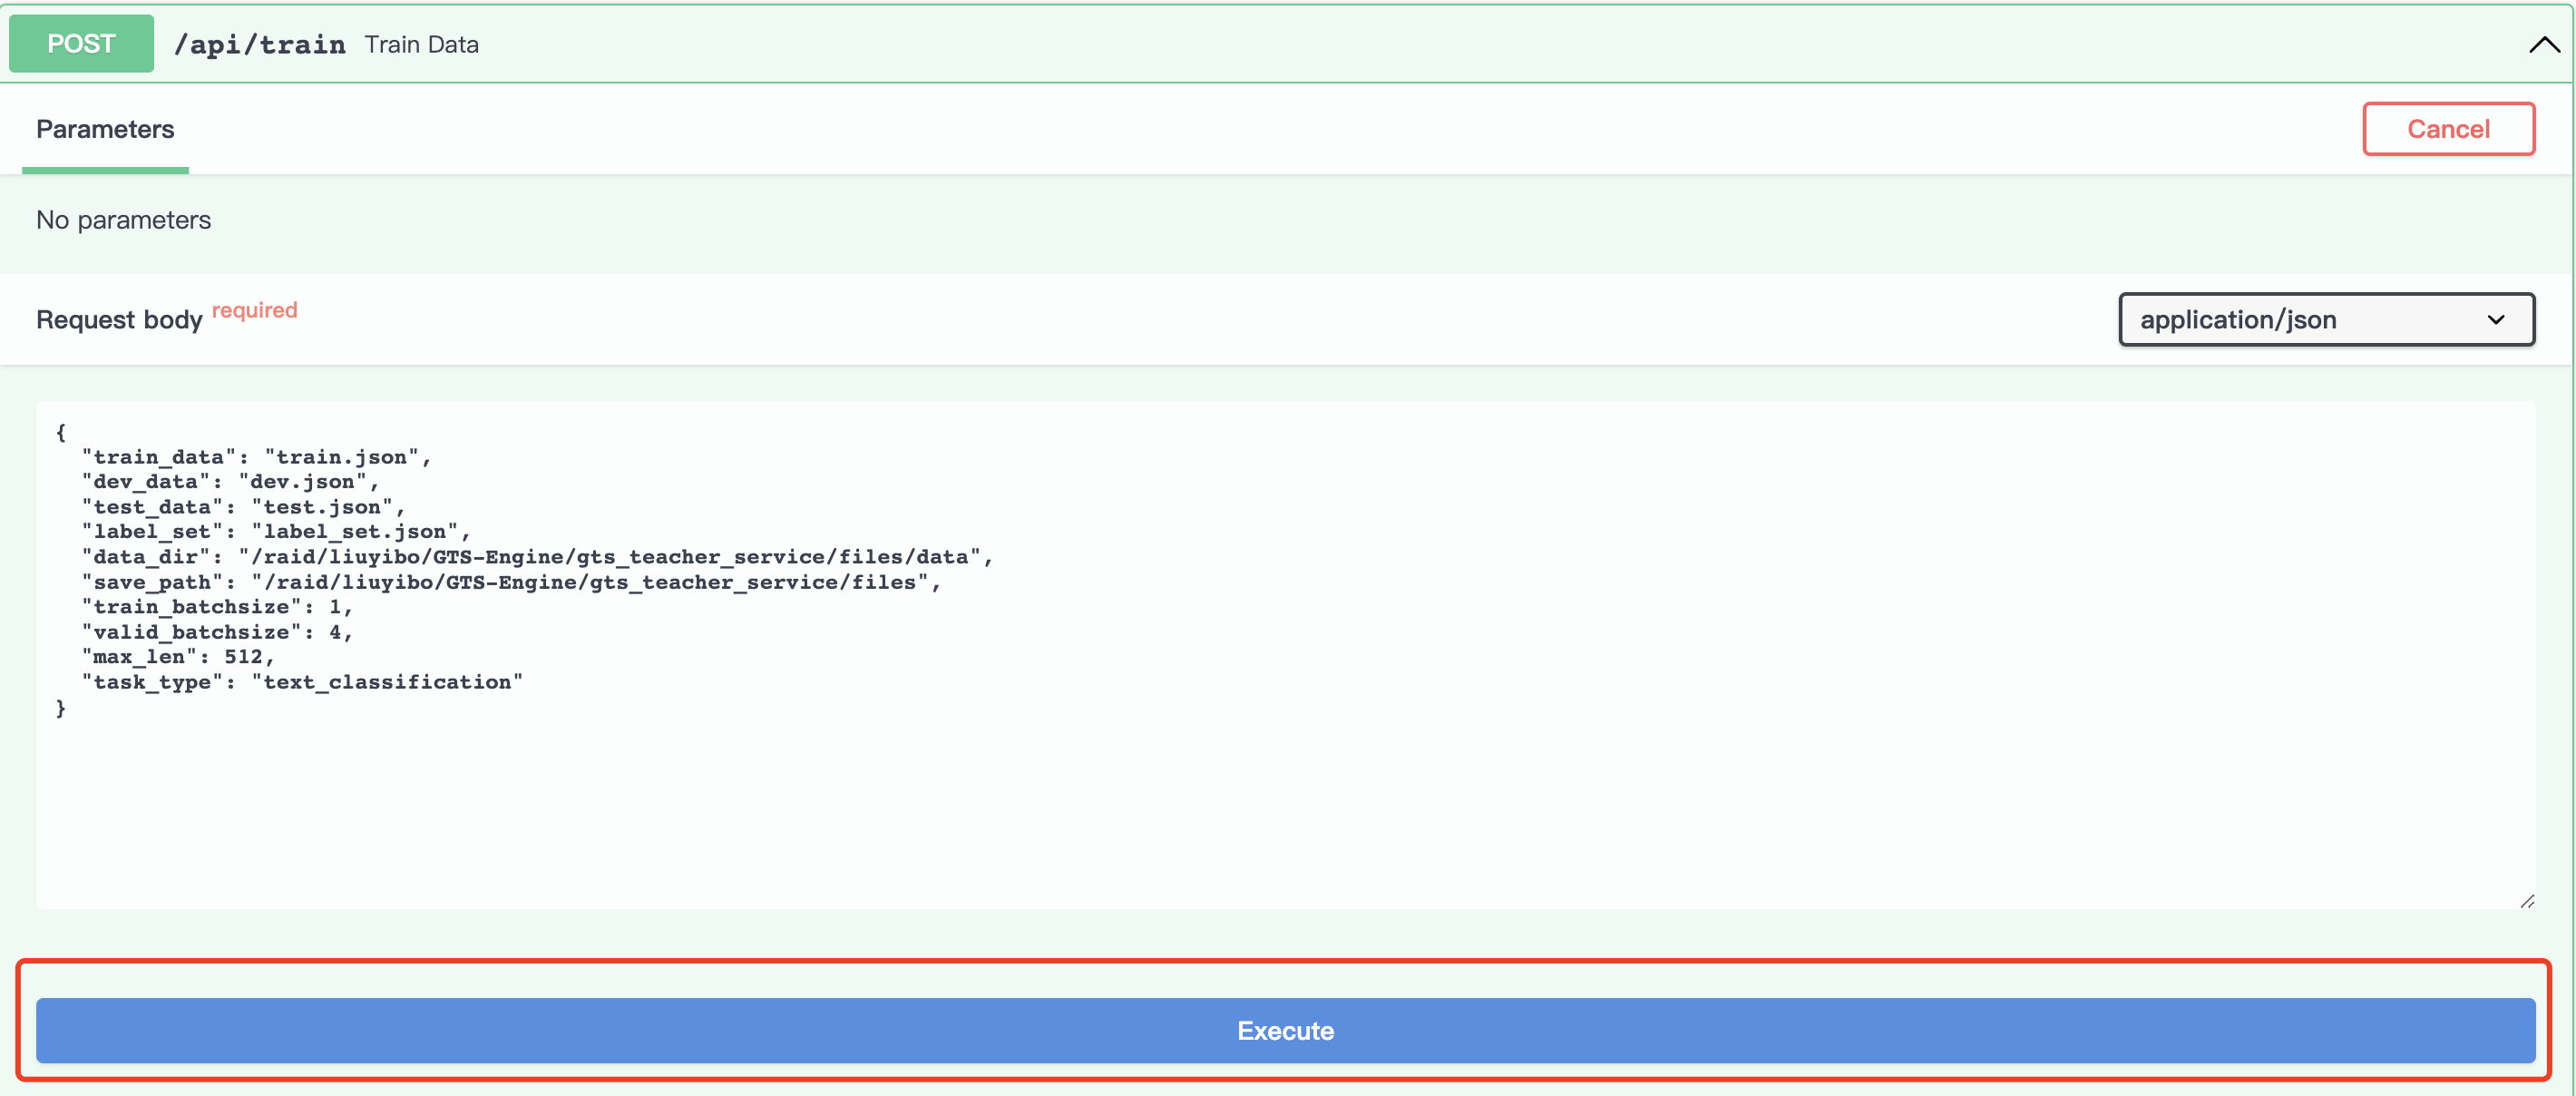 POST /api/train Train Data
Parameters
Cancel
No parameters
Request body required
application/json
{
  "train_data": "train.json",
  "dev_data": "dev.json",
  "test_data": "test.json",
  "label_set": "label_set.json",
  "data_dir": "/raid/liuyibo/GTS-Engine/gts_teacher_service/files/data",
  "save_path": "/raid/liuyibo/GTS-Engine/gts_teacher_service/files",
  "train_batchsize": 1,
  "valid_batchsize": 4,
  "max_len": 512,
  "task_type": "text_classification"
}
Execute